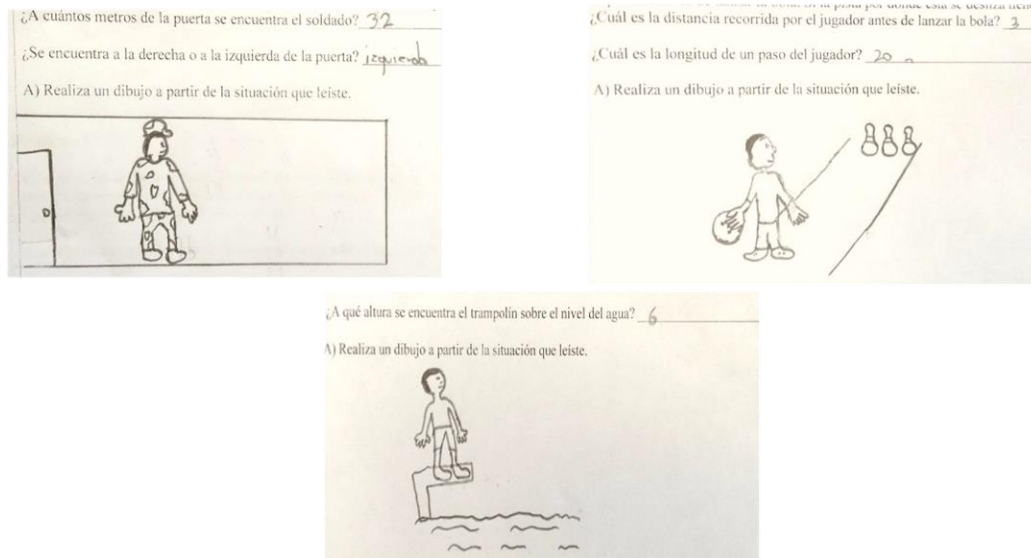 ¿A cuántos metros de la puerta se encuentra el soldado? 32
¿Se encuentra a la derecha o a la izquierda de la puerta? izquierda
A) Realiza un dibujo a partir de la situación que leíste.
¿Cuál es la distancia recorrida por el jugador antes de lanzar la bola? 3
¿Cuál es la longitud de un paso del jugador? 20
A) Realiza un dibujo a partir de la situación que leíste.
¿A qué altura se encuentra el trampolín sobre el nivel del agua? 6
A) Realiza un dibujo a partir de la situación que leíste.